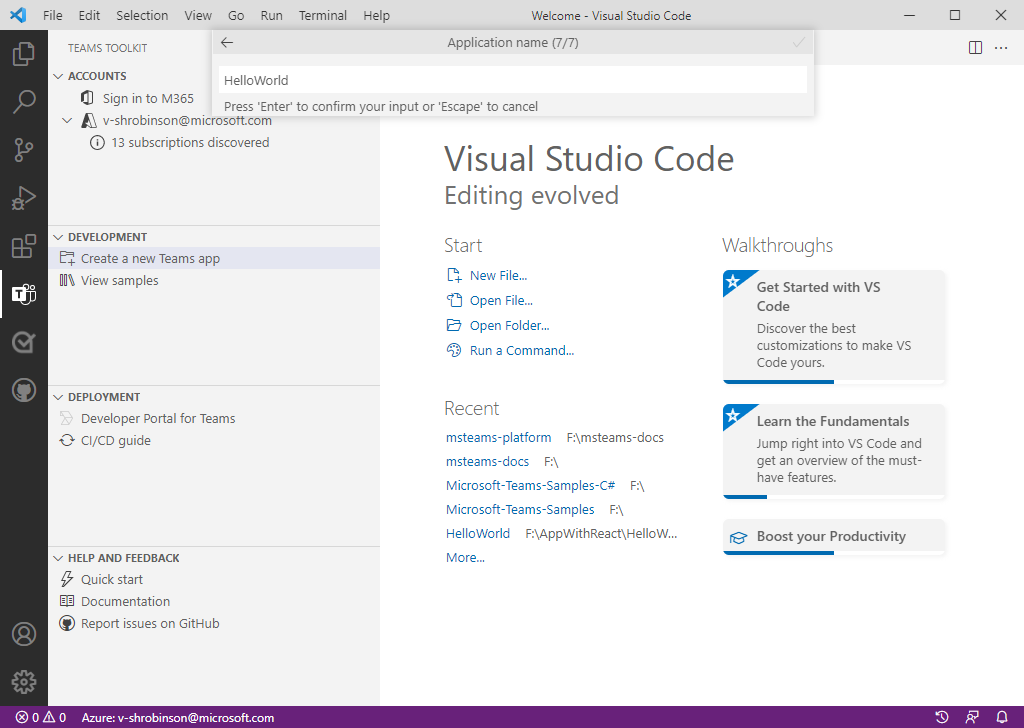 File Edit Selection View Go Run Terminal Help Welcome - Visual Studio Code
Application name (7/7)
HelloWorld
Press 'Enter' to confirm your input or 'Escape' to cancel
TEAMS TOOLKIT
ACCOUNTS
Sign in to M365
v-shrobinson@microsoft.com
13 subscriptions discovered
DEVELOPMENT
Create a new Teams app
View samples
DEPLOYMENT
Developer Portal for Teams
CI/CD guide
HELP AND FEEDBACK
Quick start
Documentation
Report issues on GitHub
Visual Studio Code
Editing evolved
Start
New File...
Open File...
Open Folder...
Run a Command...
Recent
msteams-platform F:\msteams-docs
msteams-docs F:\
Microsoft-Teams-Samples-C# F:\
Microsoft-Teams-Samples F:\
HelloWorld F:\AppWithReact\HelloW...
More...
Walkthroughs
Get Started with VS
Code
Discover the best
customizations to make VS
Code yours.
Learn the Fundamentals
Jump right into VS Code and
get an overview of the must-
have features.
Boost your Productivity
0 0 Azure: v-shrobinson@microsoft.com